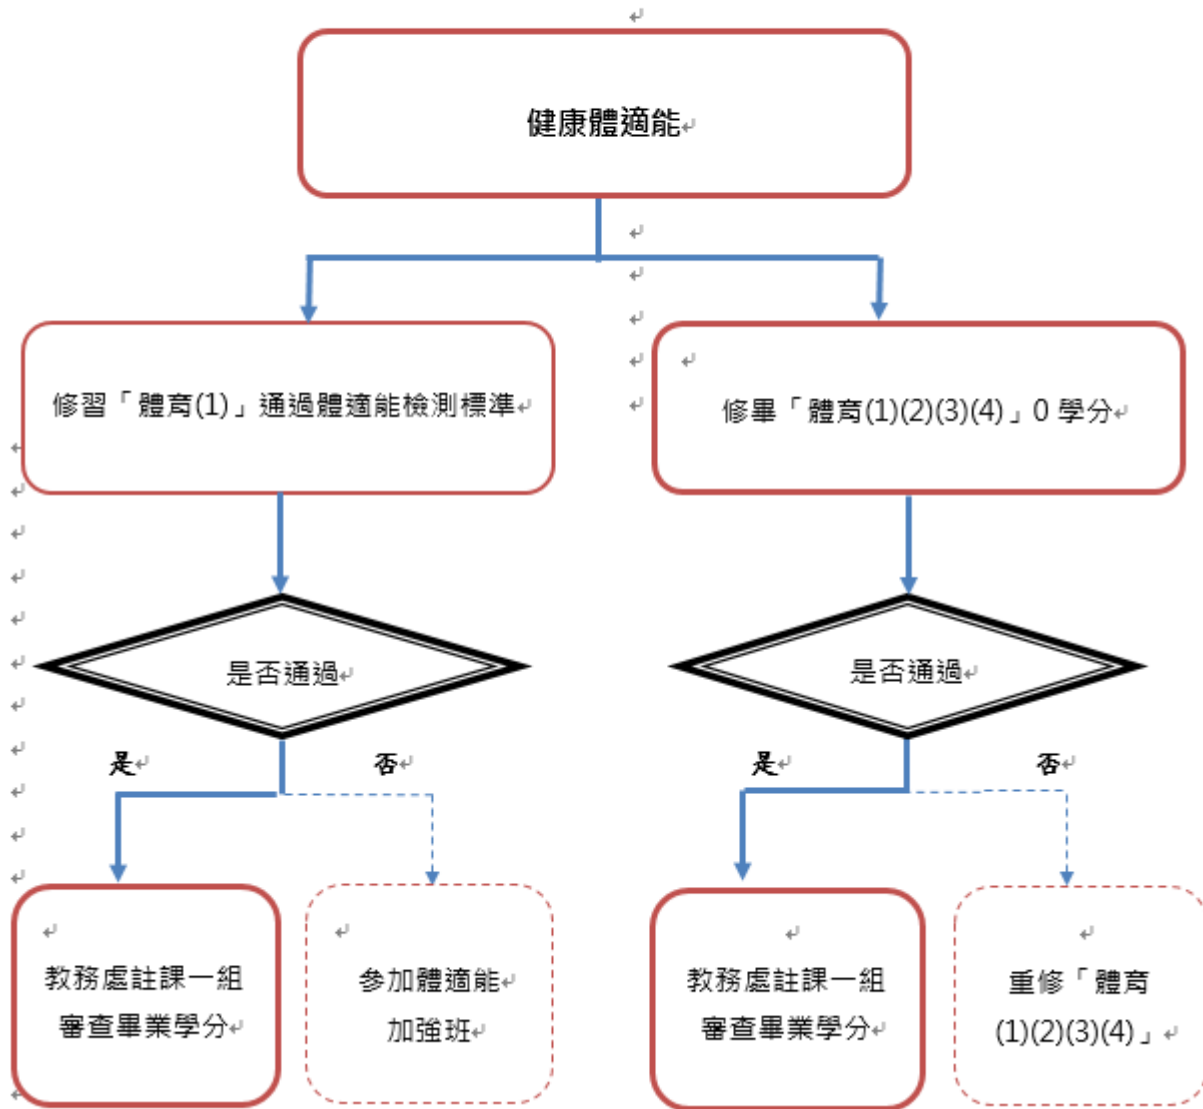 健康體適能
修習「體育(1)」通過體適能檢測標準
修畢「體育(1)(2)(3)(4)」0 學分
是否通過
是否通過
是
否
是
否
教務處註課一組
審查畢業學分
參加體適能
加強班
教務處註課一組
審查畢業學分
重修「體育
(1)(2)(3)(4)」